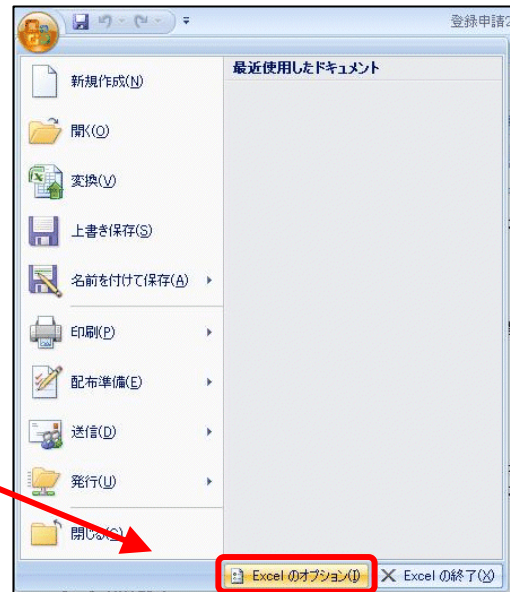 登録申請2
新規作成(N)
最近使用したドキュメント
開く(O)
変換(V)
上書き保存(S)
名前を付けて保存(A)
印刷(P)
配布準備(E)
送信(D)
発行(U)
閉じる(C)
Excel のオプション(I)
Excel の終了(X)